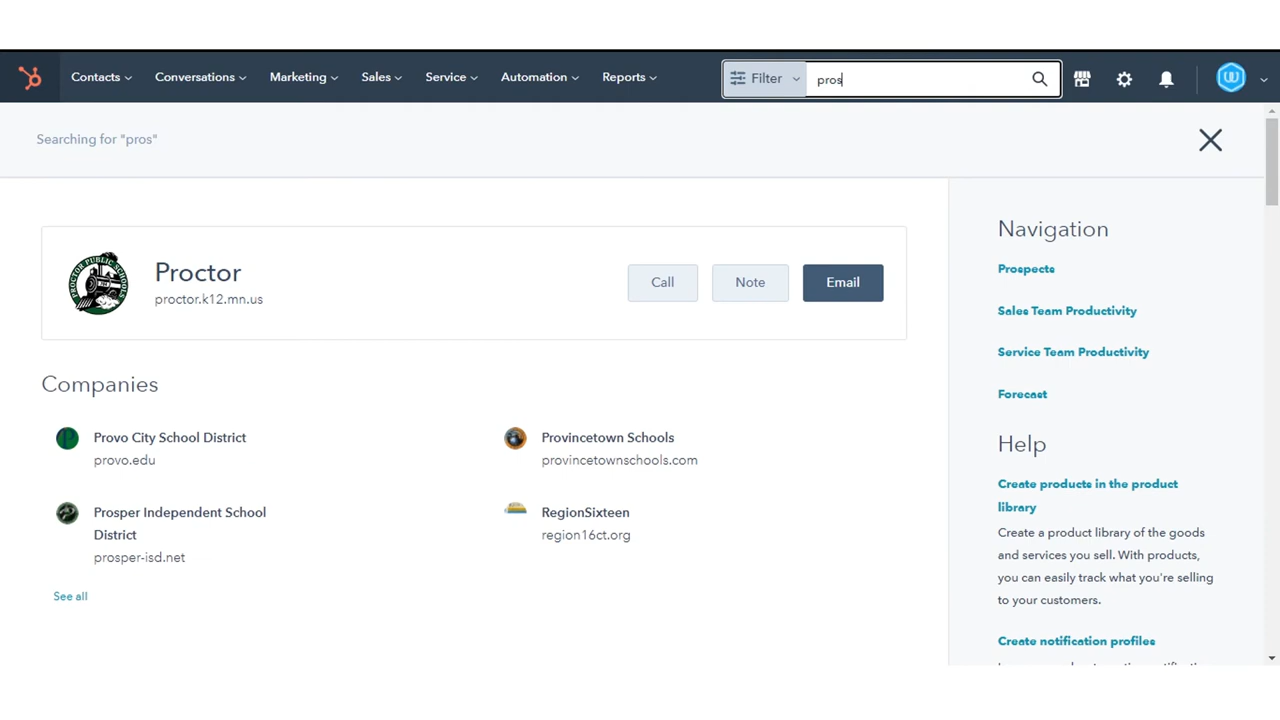 Contacts Conversations Marketing Sales Service Automation Reports Filter pros
Searching for "pros"
PROCTOR PUBLIC SCHOOLS
Proctor
proctor.k12.mn.us
Call Note Email
Companies
Provo City School District
provo.edu
Provincetown Schools
provincetownschools.com
Prosper Independent School
District
prosper-isd.net
RegionSixteen
region16ct.org
See all
Navigation
Prospects
Sales Team Productivity
Service Team Productivity
Forecast
Help
Create products in the product
library
Create a product library of the goods
and services you sell. With products,
you can easily track what you're selling
to your customers.
Create notification profiles